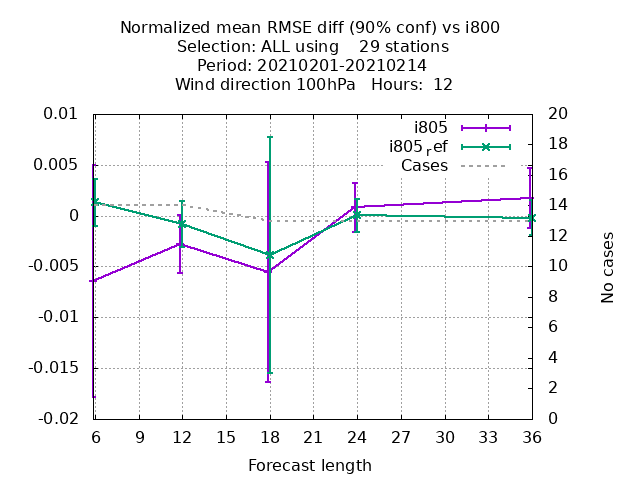 Normalized mean RMSE diff (90% conf) vs i800
Selection: ALL using    29 stations
Period: 20210201-20210214
Wind direction 100hPa   Hours:  12
i805
i805ref
Cases
0.01
0.005
0
-0.005
-0.01
-0.015
-0.02
20
18
16
14
12
10
8
6
4
2
0
No cases
6 9 12 15 18 21 24 27 30 33 36
Forecast length